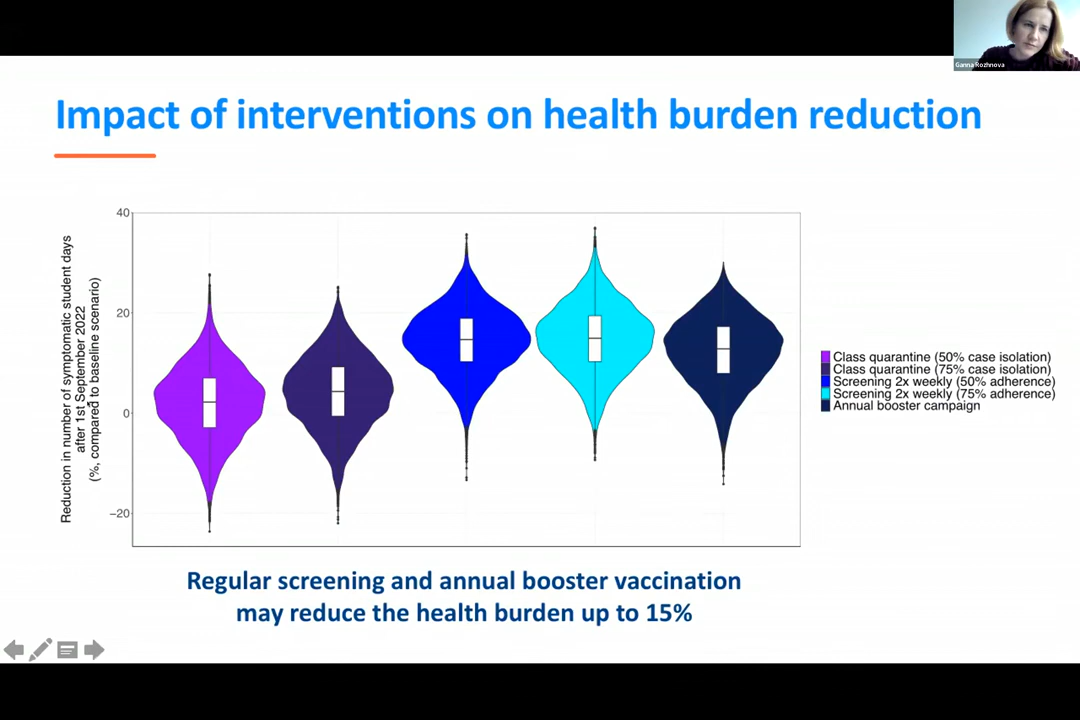 Ganna Rozhnova
Impact of interventions on health burden reduction
Reduction in number of symptomatic student days
after 1st September 2022
(%, compared to baseline scenario)
40
20
0
−20
Class quarantine (50% case isolation)
Class quarantine (75% case isolation)
Screening 2x weekly (50% adherence)
Screening 2x weekly (75% adherence)
Annual booster campaign
Regular screening and annual booster vaccination
may reduce the health burden up to 15%